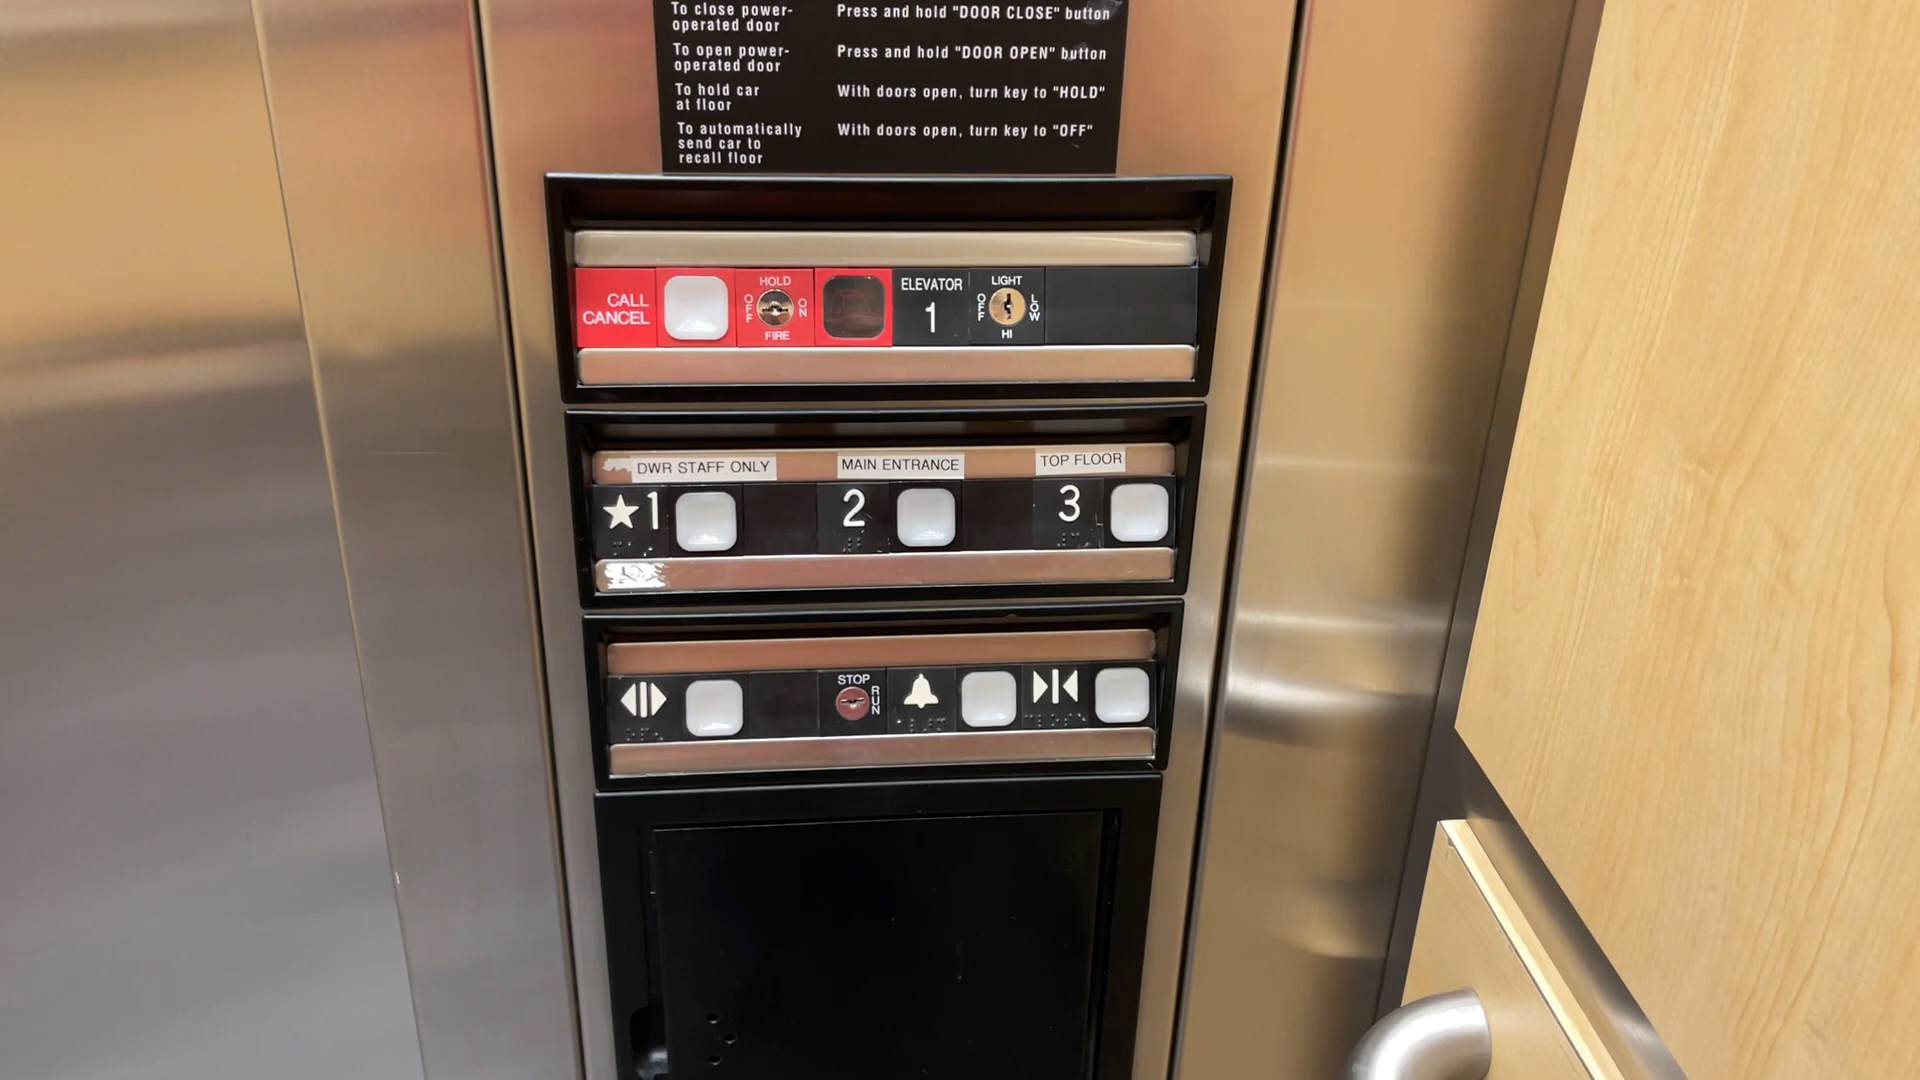 To close power-
operated door
Press and hold "DOOR CLOSE" button
To open power-
operated door
Press and hold "DOOR OPEN" button
To hold car
at floor
With doors open, turn key to "HOLD"
To automatically
send car to
recall floor
With doors open, turn key to "OFF"
CALL
CANCEL
HOLD
OFF
ON
FIRE
ELEVATOR
1
LIGHT
OFF
LOW
HI
DWR STAFF ONLY
MAIN ENTRANCE
TOP FLOOR
★1
2
3
STOP
RUN